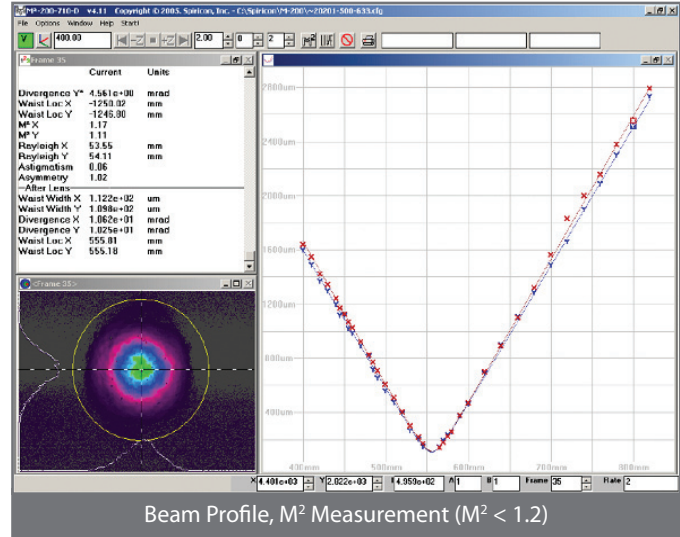 MP-200-710-D v4.11 Copyright © 2005, Spiricon, Inc. - C:\Spiricon\M-200\~20201-500-633.cfg
File Options Window Help Start!
400.00 -Z +Z 2.00 0 2 M²
Frame 35
Current Units
Divergence Y* 4.561e+00 mrad
Waist Loc X -1250.02 mm
Waist Loc Y -1246.80 mm
M² X 1.17
M² Y 1.11
Rayleigh X 53.55 mm
Rayleigh Y 54.11 mm
Astigmatism 0.06
Asymmetry 1.02
After Lens
Waist Width X 1.122e+02 um
Waist Width Y 1.098e+02 um
Divergence X 1.062e+01 mrad
Divergence Y 1.025e+01 mrad
Waist Loc X 555.81 mm
Waist Loc Y 555.18 mm
2800um
2400um
1600um
1200um
800um
400um
400mm 500mm 600mm 700mm 800mm
<Frame 35>
X 4.401e+03 Y 2.022e+03 4.959e+02 A 1 B 1 Frame 35 Rate 2
Beam Profile, M² Measurement (M² < 1.2)